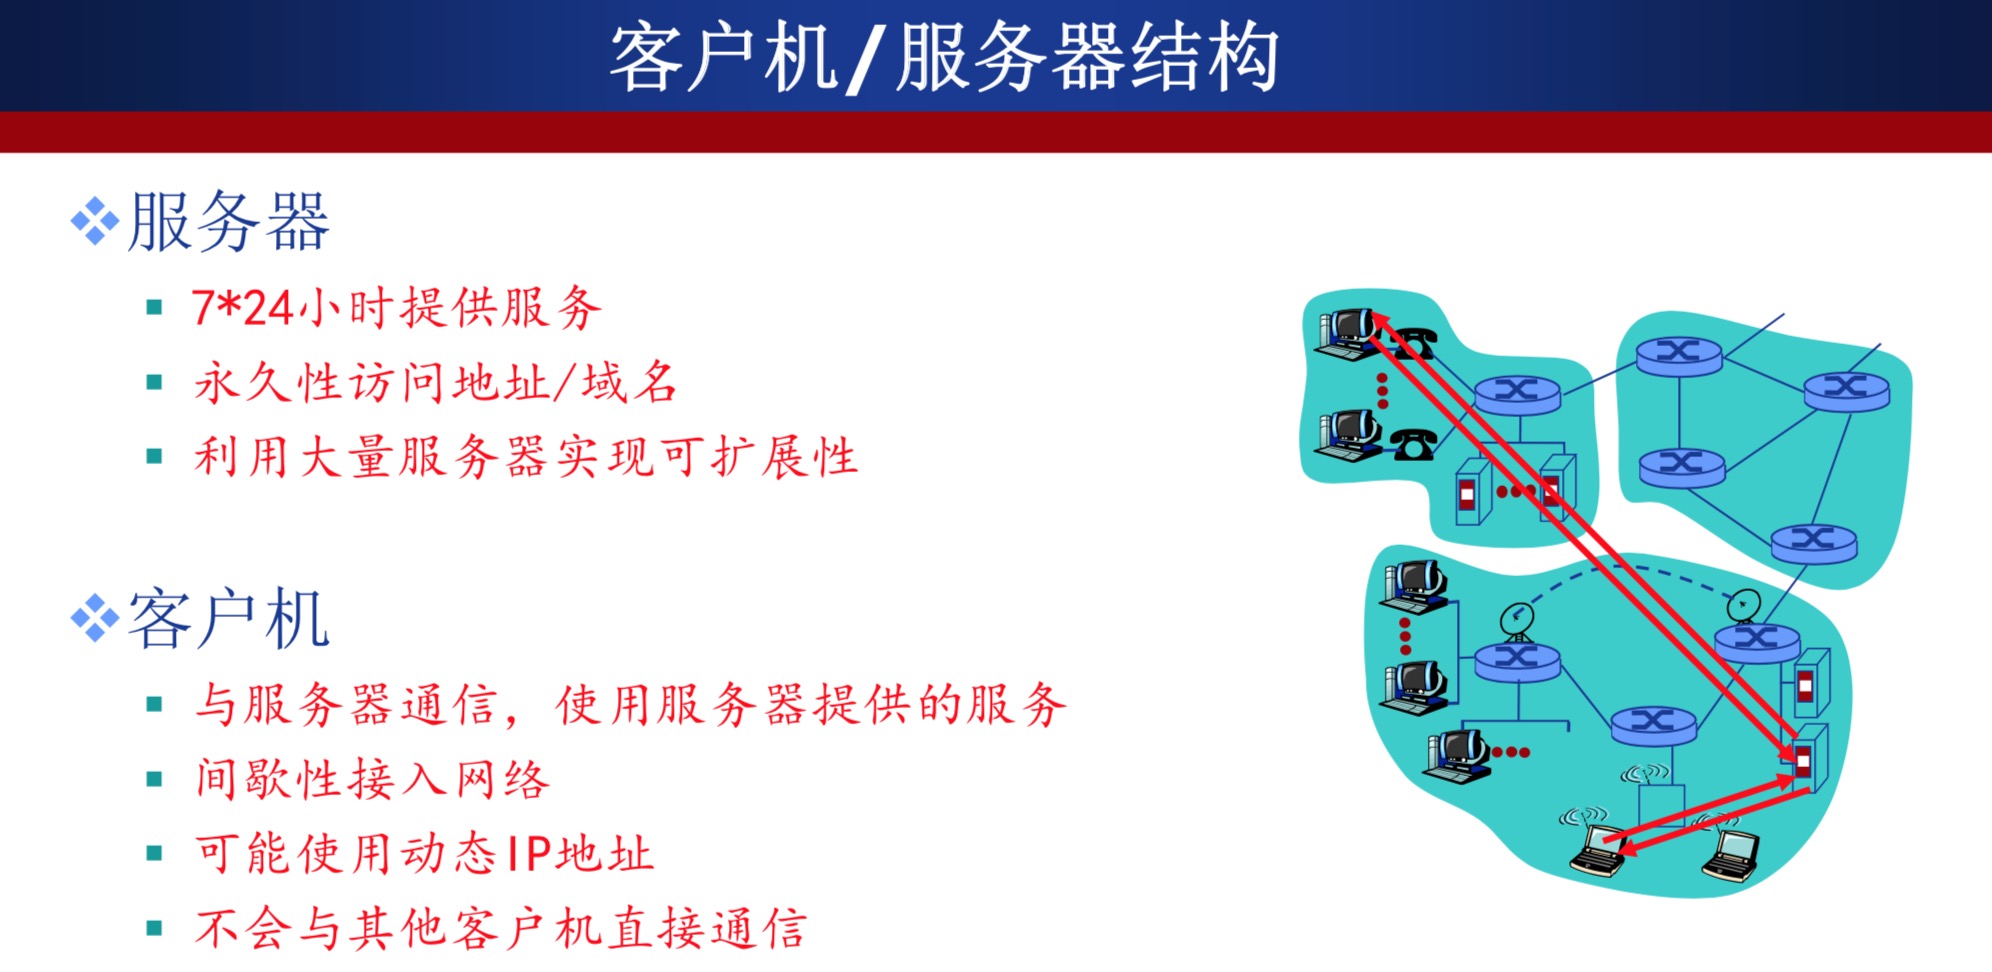 客户机/服务器结构
服务器
7*24小时提供服务
永久性访问地址/域名
利用大量服务器实现可扩展性
客户机
与服务器通信，使用服务器提供的服务
间歇性接入网络
可能使用动态IP地址
不会与其他客户机直接通信